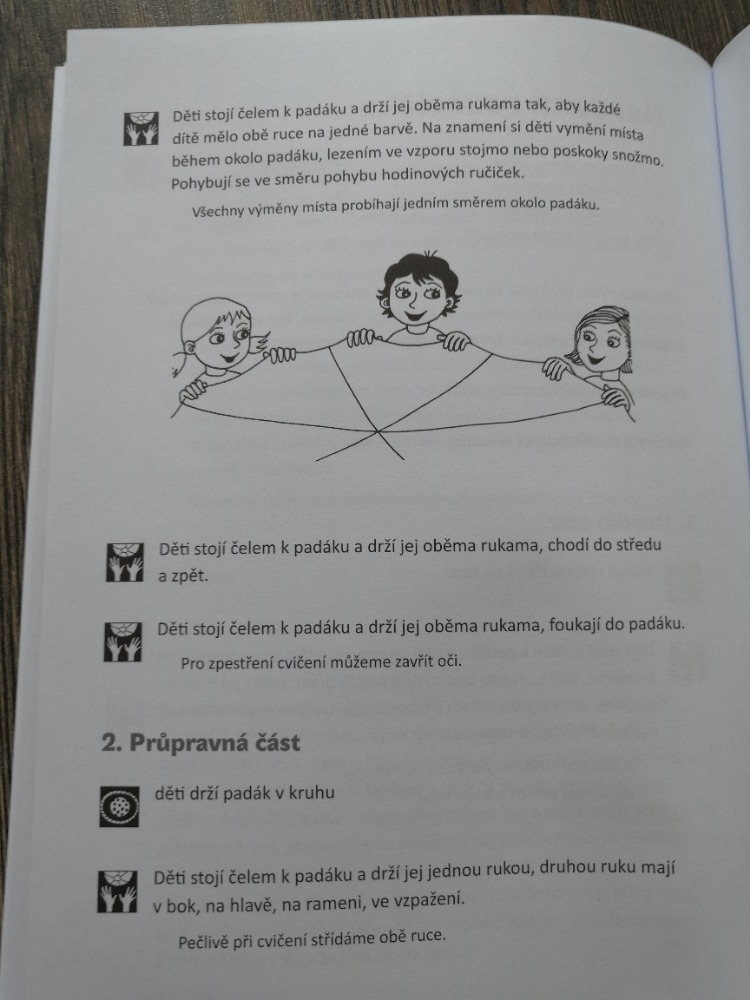 Děti stojí čelem k padáku a drží jej oběma rukama tak, aby každé
dítě mělo obě ruce na jedné barvě. Na znamení si děti vymění místa
během okolo padáku, lezením ve vzporu stojmo nebo poskoky snožmo.
Pohybují se ve směru pohybu hodinových ručiček.
Všechny výměny místa probíhají jedním směrem okolo padáku.
Děti stojí čelem k padáku a drží jej oběma rukama, chodí do středu
a zpět.
Děti stojí čelem k padáku a drží jej oběma rukama, foukají do padáku.
Pro zpestření cvičení můžeme zavřít oči.
2. Průpravná část
děti drží padák v kruhu
Děti stojí čelem k padáku a drží jej jednou rukou, druhou ruku mají
v bok, na hlavě, na rameni, ve vzpažení.
Pečlivě při cvičení střídáme obě ruce.